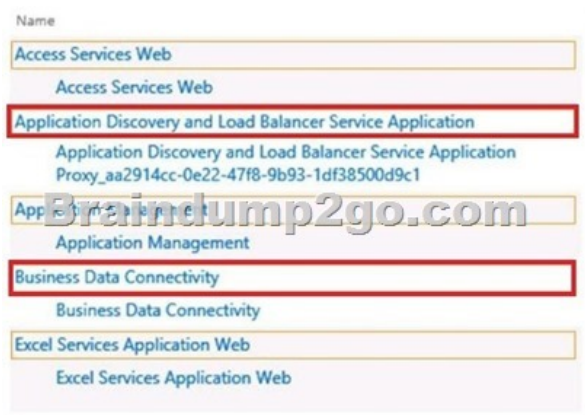 Name
Access Services Web
Access Services Web
Application Discovery and Load Balancer Service Application
Application Discovery and Load Balancer Service Application
Proxy_aa2914cc-0e22-47f8-9b93-1df38500d9c1
Application Management
Braindump2go.com
Application Management
Business Data Connectivity
Business Data Connectivity
Excel Services Application Web
Excel Services Application Web